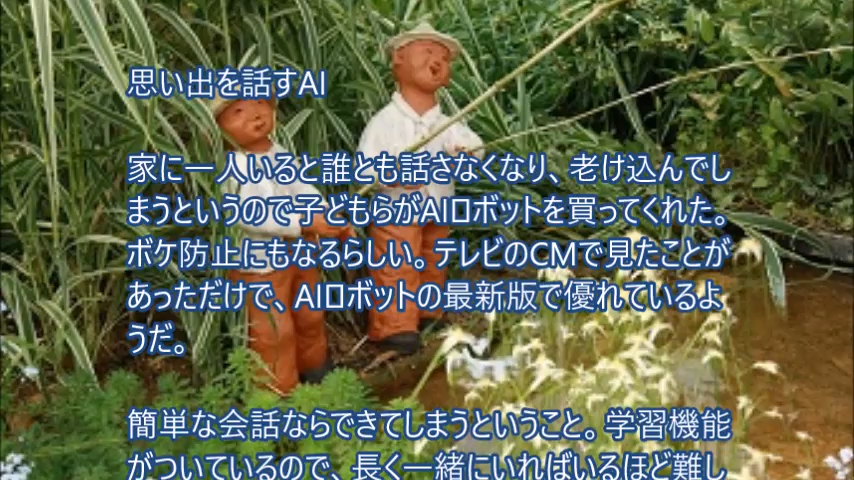 思い出を話すAI
家に一人いると誰とも話さなくなり、老け込んでし
まうというので子どもらがAIロボットを買ってくれた。
ボケ防止にもなるらしい。テレビのCMで見たことが
あっただけで、AIロボットの最新版で優れているよ
うだ。
簡単な会話ならできてしまうということ。学習機能
がついているので、長く一緒にいればいるほど難し